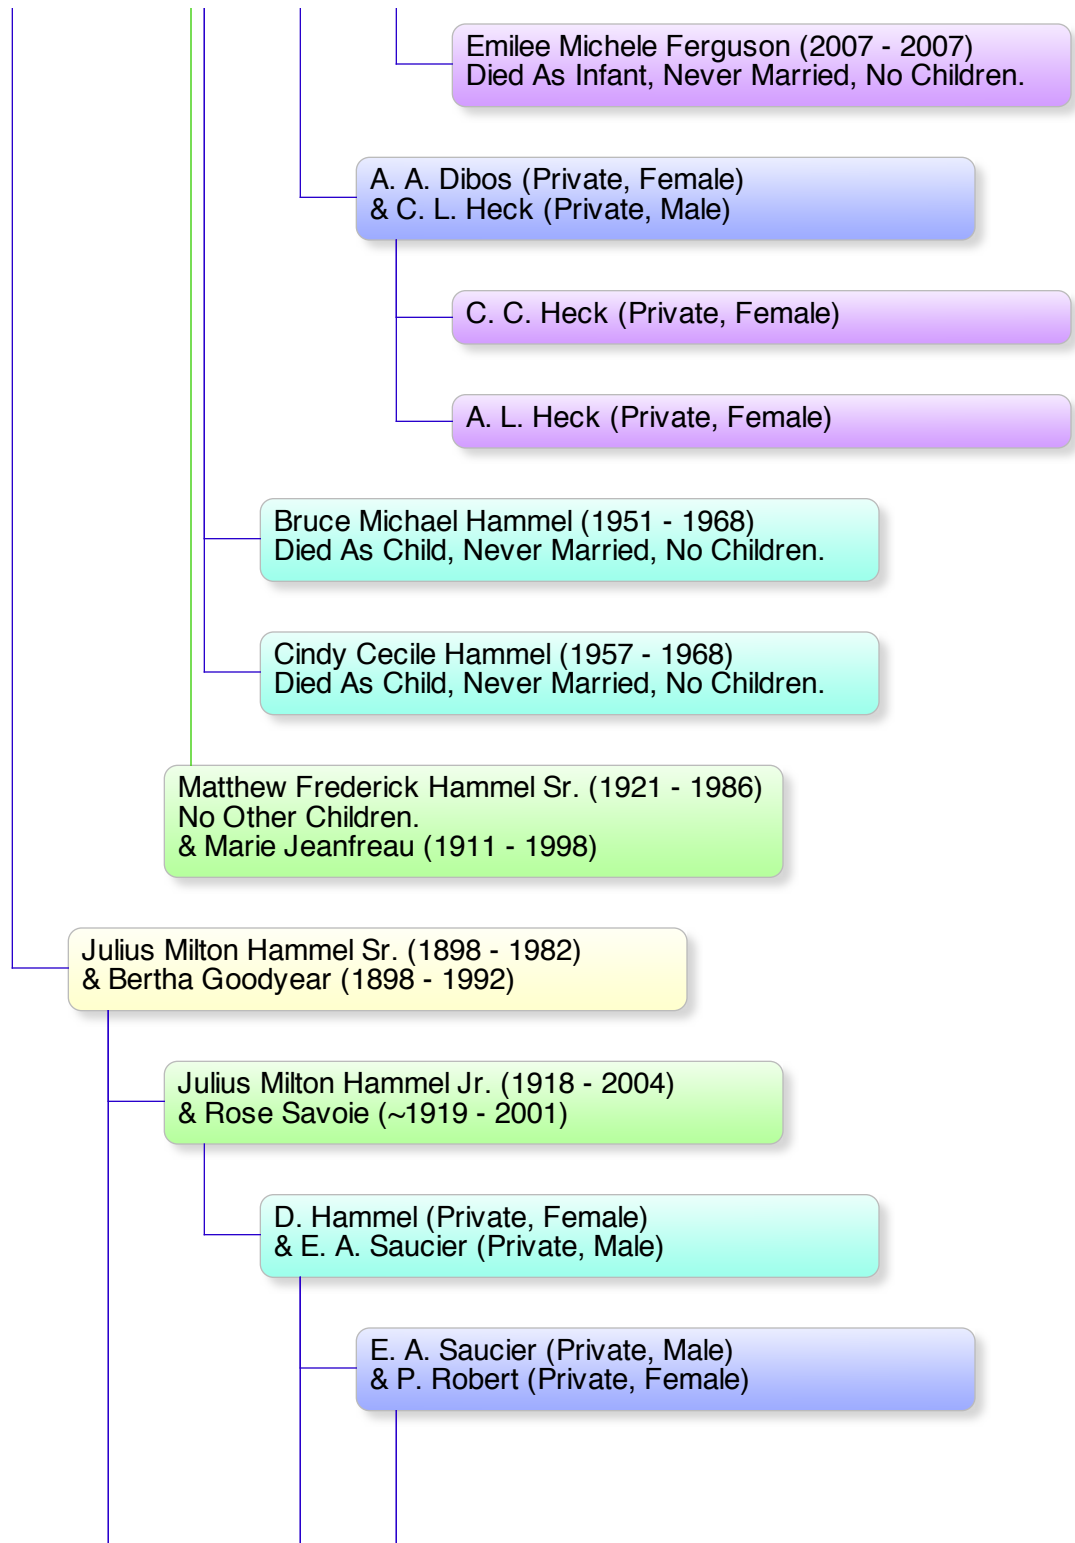 Emilee Michele Ferguson (2007 - 2007)
Died As Infant, Never Married, No Children.
A. A. Dibos (Private, Female)
& C. L. Heck (Private, Male)
C. C. Heck (Private, Female)
A. L. Heck (Private, Female)
Bruce Michael Hammel (1951 - 1968)
Died As Child, Never Married, No Children.
Cindy Cecile Hammel (1957 - 1968)
Died As Child, Never Married, No Children.
Matthew Frederick Hammel Sr. (1921 - 1986)
No Other Children.
& Marie Jeanfreau (1911 - 1998)
Julius Milton Hammel Sr. (1898 - 1982)
& Bertha Goodyear (1898 - 1992)
Julius Milton Hammel Jr. (1918 - 2004)
& Rose Savoie (~1919 - 2001)
D. Hammel (Private, Female)
& E. A. Saucier (Private, Male)
E. A. Saucier (Private, Male)
& P. Robert (Private, Female)